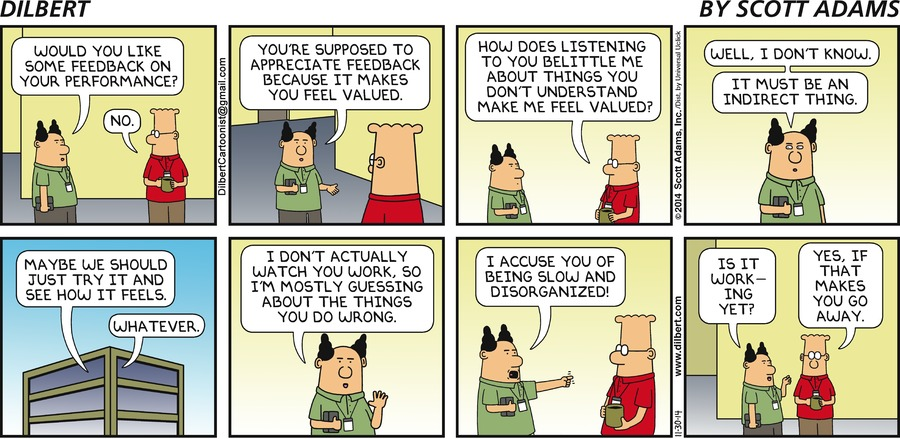 DILBERT
BY SCOTT ADAMS
WOULD YOU LIKE
SOME FEEDBACK ON
YOUR PERFORMANCE?
NO.
DilbertCartoonist@gmail.com
YOU'RE SUPPOSED TO
APPRECIATE FEEDBACK
BECAUSE IT MAKES
YOU FEEL VALUED.
HOW DOES LISTENING
TO YOU BELITTLE ME
ABOUT THINGS YOU
DON'T UNDERSTAND
MAKE ME FEEL VALUED?
©2014 Scott Adams, Inc. /Dist. by Universal Uclick
WELL, I DON'T KNOW.
IT MUST BE AN
INDIRECT THING.
MAYBE WE SHOULD
JUST TRY IT AND
SEE HOW IT FEELS.
WHATEVER.
I DON'T ACTUALLY
WATCH YOU WORK, SO
I'M MOSTLY GUESSING
ABOUT THE THINGS
YOU DO WRONG.
I ACCUSE YOU OF
BEING SLOW AND
DISORGANIZED!
11-30-14 www.dilbert.com
IS IT
WORK-
ING
YET?
YES, IF
THAT
MAKES
YOU GO
AWAY.